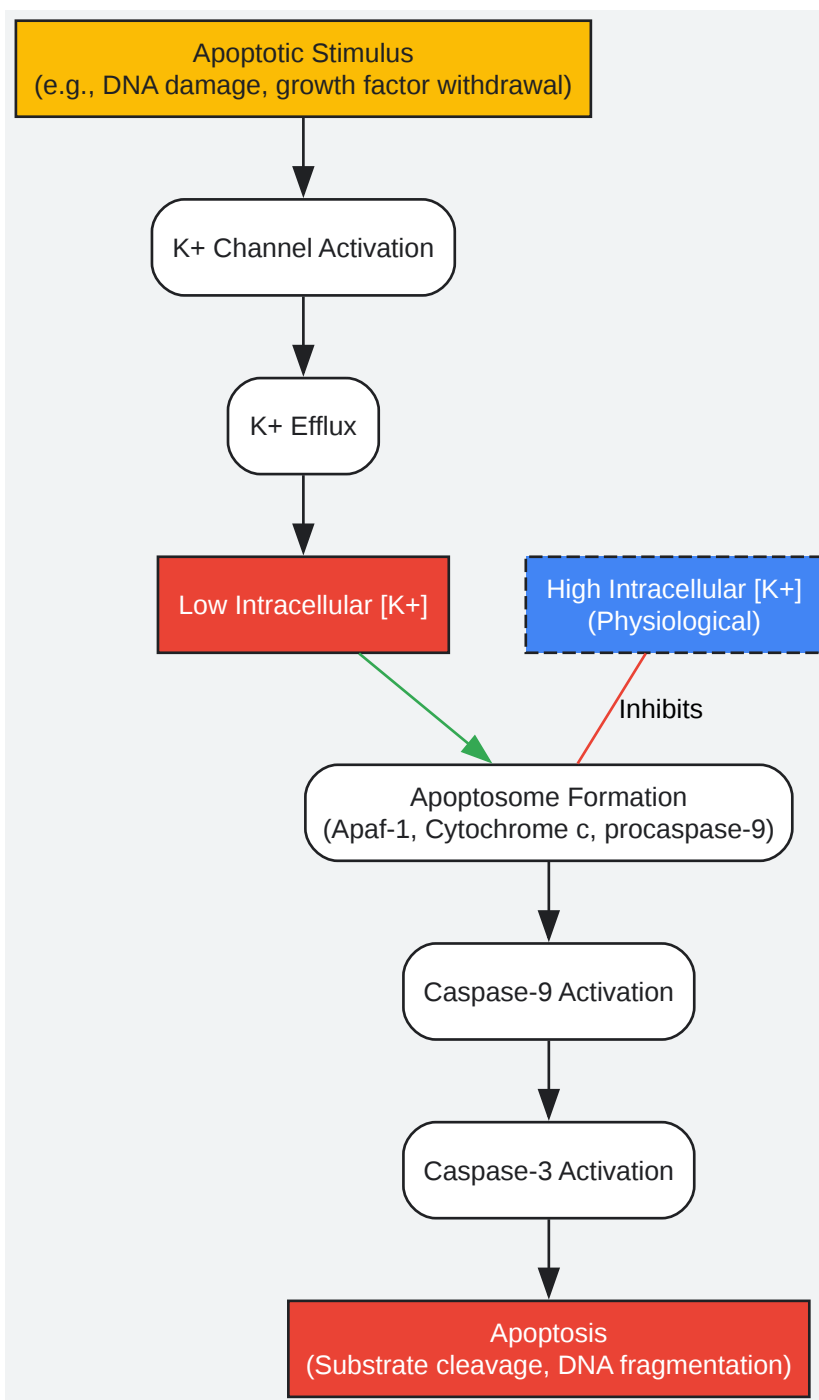 Apoptotic Stimulus
(e.g., DNA damage, growth factor withdrawal)
K+ Channel Activation
K+ Efflux
Low Intracellular [K+]
High Intracellular [K+]
(Physiological)
Inhibits
Apoptosome Formation
(Apaf-1, Cytochrome c, procaspase-9)
Caspase-9 Activation
Caspase-3 Activation
Apoptosis
(Substrate cleavage, DNA fragmentation)